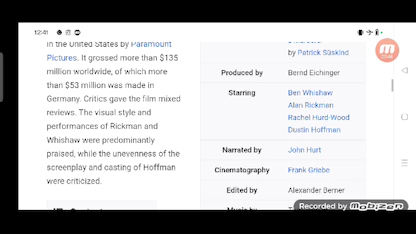 12:41
in the United States by Paramount
Pictures. It grossed more than $135
million worldwide, of which more
than $53 million was made in
Germany. Critics gave the film mixed
reviews. The visual style and
performances of Rickman and
Whishaw were predominantly
praised, while the unevenness of the
screenplay and casting of Hoffman
were criticized.
by Patrick Süskind
Produced by Bernd Eichinger
Starring Ben Whishaw
Alan Rickman
Rachel Hurd-Wood
Dustin Hoffman
Narrated by John Hurt
Cinematography Frank Griebe
Edited by Alexander Berner
Music by
Recorded by Mobizen